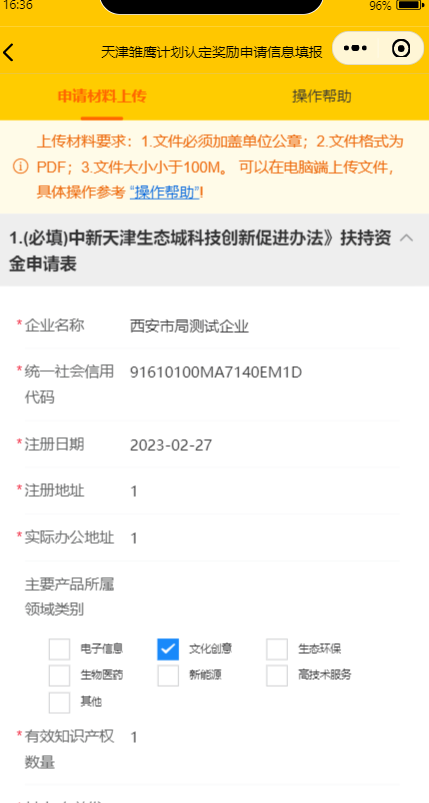 16:36
96%
天津雏鹰计划认定奖励申请信息填报
申请材料上传
操作帮助
上传材料要求：1.文件必须加盖单位公章；2.文件格式为
PDF；3.文件大小小于100M。 可以在电脑端上传文件，
具体操作参考 “操作帮助”!
1.(必填)中新天津生态城科技创新促进办法》扶持资
金申请表
*企业名称 西安市局测试企业
*统一社会信用 91610100MA7140EM1D
代码
*注册日期 2023-02-27
*注册地址 1
*实际办公地址 1
主要产品所属
领域类别
电子信息 文化创意 生态环保
生物医药 新能源 高技术服务
其他
*有效知识产权 1
数量